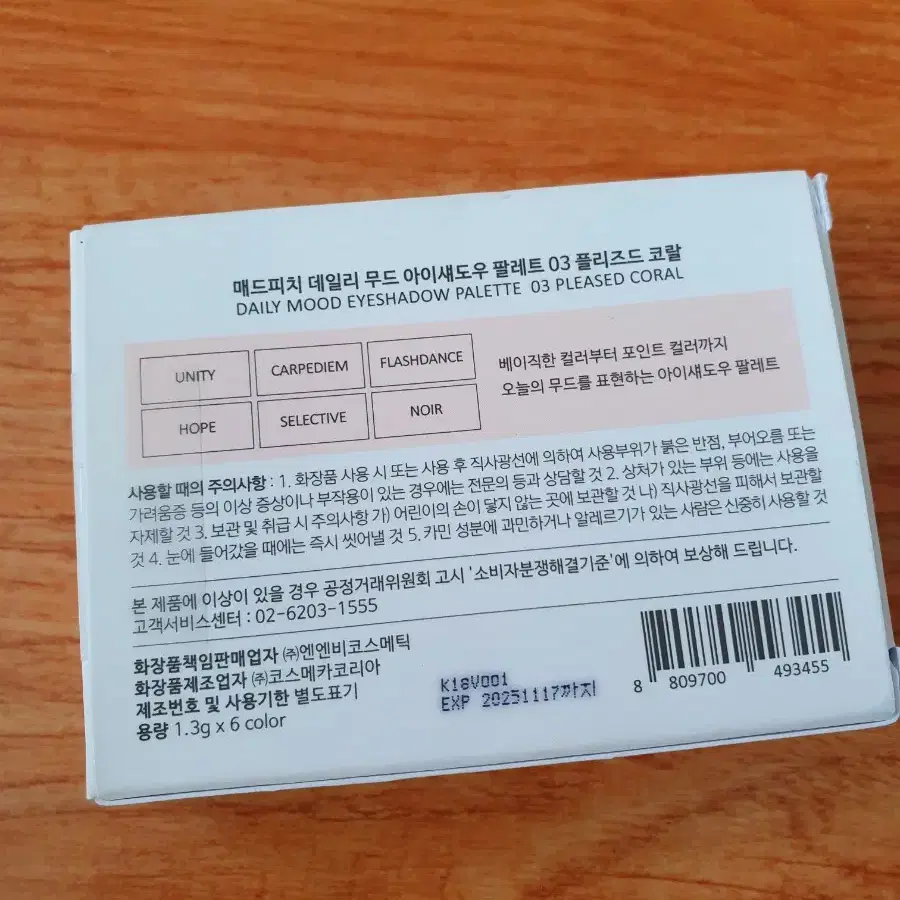 매드피치 데일리 무드 아이섀도우 팔레트 03 플리즈드 코랄
DAILY MOOD EYESHADOW PALETTE 03 PLEASED CORAL
UNITY CARPEDIEM FLASHDANCE
HOPE SELECTIVE NOIR
베이직한 컬러부터 포인트 컬러까지
오늘의 무드를 표현하는 아이섀도우 팔레트
사용할 때의 주의사항 : 1. 화장품 사용 시 또는 사용 후 직사광선에 의하여 사용부위가 붉은 반점, 부어오름 또는
가려움증 등의 이상 증상이나 부작용이 있는 경우에는 전문의 등과 상담할 것 2. 상처가 있는 부위 등에는 사용을
자제할 것 3. 보관 및 취급 시 주의사항 가) 어린이의 손이 닿지 않는 곳에 보관할 것 나) 직사광선을 피해서 보관할
것 4. 눈에 들어갔을 때에는 즉시 씻어낼 것 5. 카민 성분에 과민하거나 알레르기가 있는 사람은 신중히 사용할 것
본 제품에 이상이 있을 경우 공정거래위원회 고시 '소비자분쟁해결기준'에 의하여 보상해 드립니다.
고객서비스센터 : 02-6203-1555
화장품책임판매업자 ㈜엔엔비코스메틱
화장품제조업자 ㈜코스메카코리아
제조번호 및 사용기한 별도표기
용량 1.3g x 6 color
K18V001
EXP 20251117까지
8 809700 493455